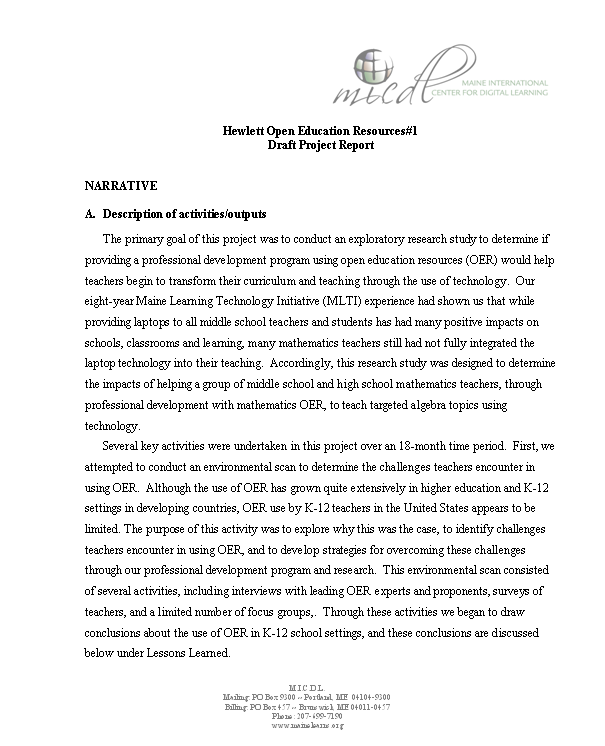 micdl
MAINE INTERNATIONAL
CENTER FOR DIGITAL LEARNING
Hewlett Open Education Resources#1
Draft Project Report
NARRATIVE
A. Description of activities/outputs
The primary goal of this project was to conduct an exploratory research study to determine if
providing a professional development program using open education resources (OER) would help
teachers begin to transform their curriculum and teaching through the use of technology. Our
eight-year Maine Learning Technology Initiative (MLTI) experience had shown us that while
providing laptops to all middle school teachers and students has had many positive impacts on
schools, classrooms and learning, many mathematics teachers still had not fully integrated the
laptop technology into their teaching. Accordingly, this research study was designed to determine
the impacts of helping a group of middle school and high school mathematics teachers, through
professional development with mathematics OER, to teach targeted algebra topics using
technology.
Several key activities were undertaken in this project over an 18-month time period. First, we
attempted to conduct an environmental scan to determine the challenges teachers encounter in
using OER. Although the use of OER has grown quite extensively in higher education and K-12
settings in developing countries, OER use by K-12 teachers in the United States appears to be
limited. The purpose of this activity was to explore why this was the case, to identify challenges
teachers encounter in using OER, and to develop strategies for overcoming these challenges
through our professional development program and research. This environmental scan consisted
of several activities, including interviews with leading OER experts and proponents, surveys of
teachers, and a limited number of focus groups,. Through these activities we began to draw
conclusions about the use of OER in K-12 school settings, and these conclusions are discussed
below under Lessons Learned.
M.I.C.D.L.
Mailing: PO Box 9300 ~ Portland, ME 04104-9300
Billing: PO Box 457 ~ Brunswick, ME 04011-0457
Phone: 207-699-7190
www.mainelearns.org